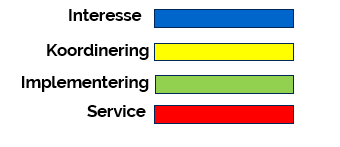 Interesse
Koordinering
Implementering
Service